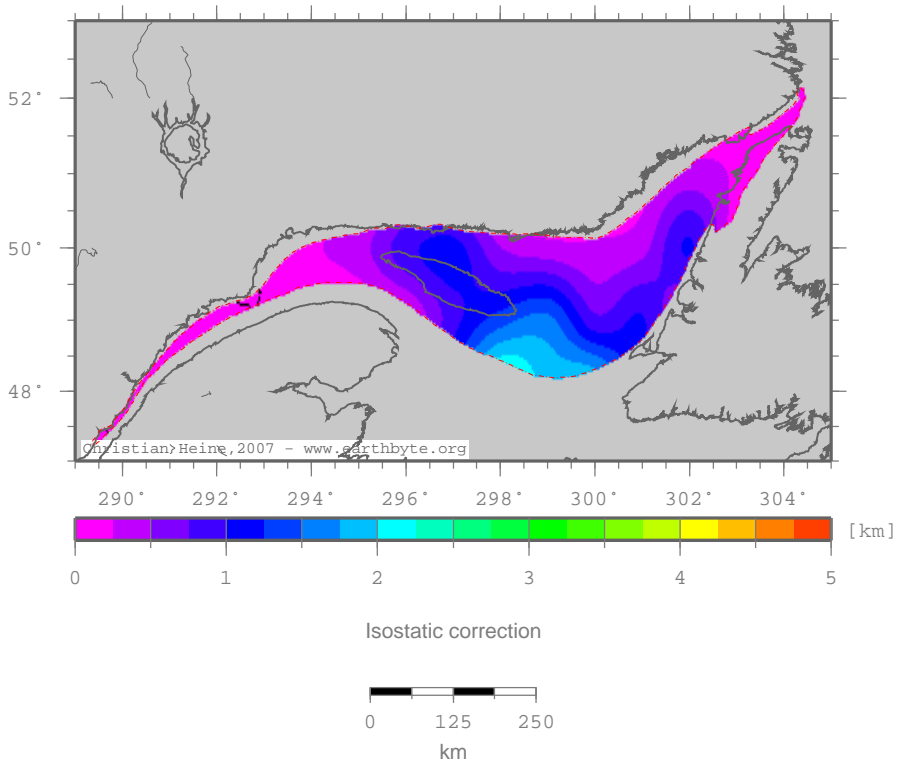 52°
50°
48°
Christian>Heine,2007 - www.earthbyte.org
290° 292° 294° 296° 298° 300° 302° 304°
[km]
0 1 2 3 4 5
Isostatic correction
0 125 250
km